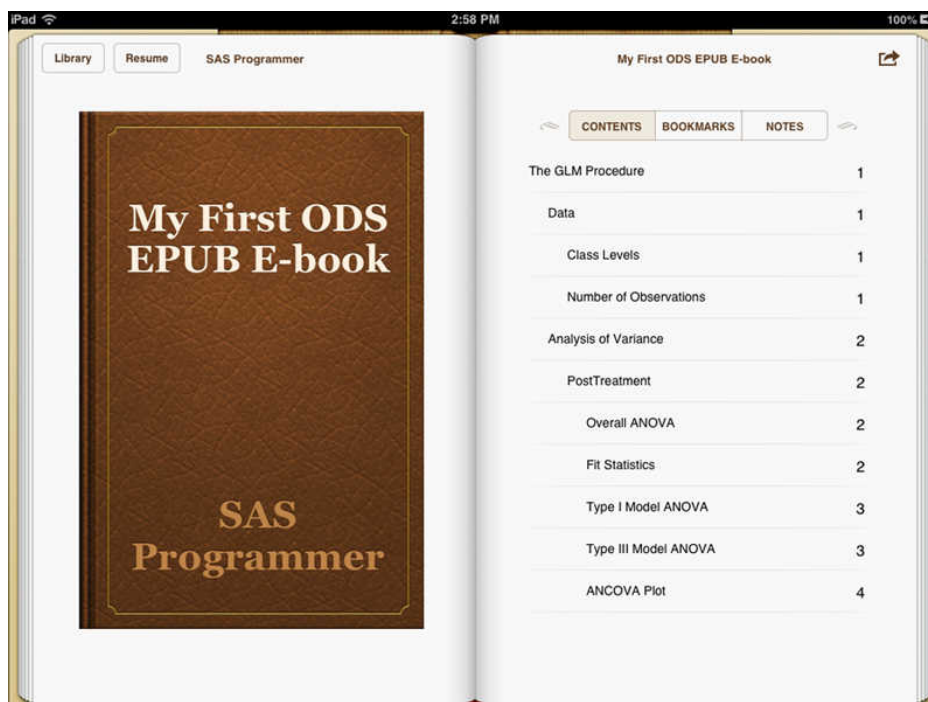 iPad 2:58 PM 100%
Library Resume SAS Programmer
My First ODS
EPUB E-book
SAS
Programmer
My First ODS EPUB E-book
CONTENTS BOOKMARKS NOTES
The GLM Procedure 1
Data 1
Class Levels 1
Number of Observations 1
Analysis of Variance 2
PostTreatment 2
Overall ANOVA 2
Fit Statistics 2
Type I Model ANOVA 3
Type III Model ANOVA 3
ANCOVA Plot 4